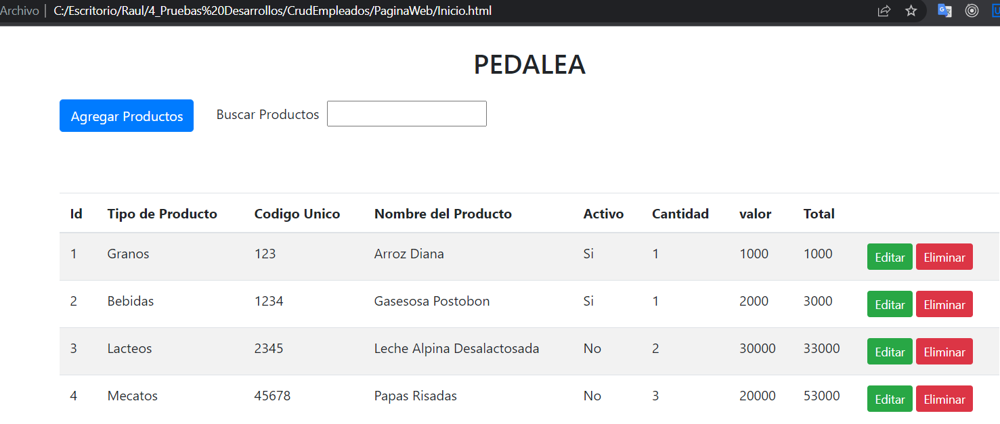 Archivo | C:/Escritorio/Raul/4_Pruebas%20Desarrollos/CrudEmpleados/PaginaWeb/Inicio.html
PEDALEA
Agregar Productos Buscar Productos
Id Tipo de Producto Codigo Unico Nombre del Producto Activo Cantidad valor Total
1 Granos 123 Arroz Diana Si 1 1000 1000 Editar Eliminar
2 Bebidas 1234 Gasesosa Postobon Si 1 2000 3000 Editar Eliminar
3 Lacteos 2345 Leche Alpina Desalactosada No 2 30000 33000 Editar Eliminar
4 Mecatos 45678 Papas Risadas No 3 20000 53000 Editar Eliminar